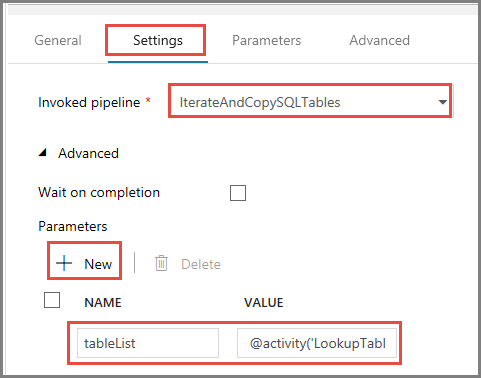 General Settings Parameters Advanced
Invoked pipeline * IterateAndCopySQLTables
Advanced
Wait on completion
Parameters
New Delete
NAME VALUE
tableList @activity('LookupTabl